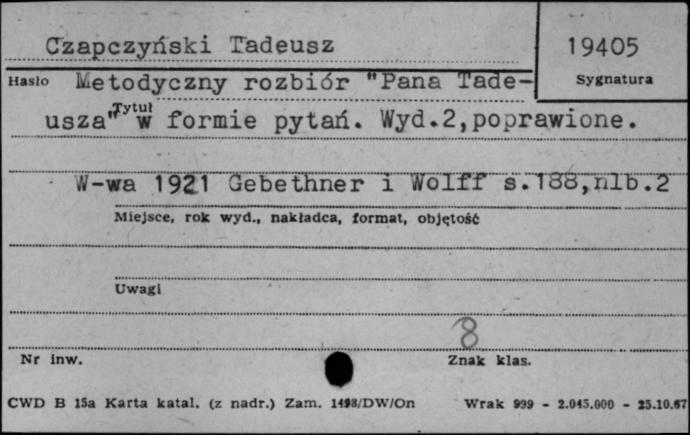 Czapczyński Tadeusz
19405
Hasło Metodyczny rozbiór "Pana Tade-
Sygnatura
Tytuł
usza" w formie pytań. Wyd.2,poprawione.
W-wa 1921 Gebethner i Wolff s.188,nlb.2
Miejsce, rok wyd., nakładca, format, objętość
Uwagi
8
Nr inw.
Znak klas.
CWD B 15a Karta katal. (z nadr.) Zam. 1498/DW/On Wrak 999 - 2.045.000 - 25.10.67